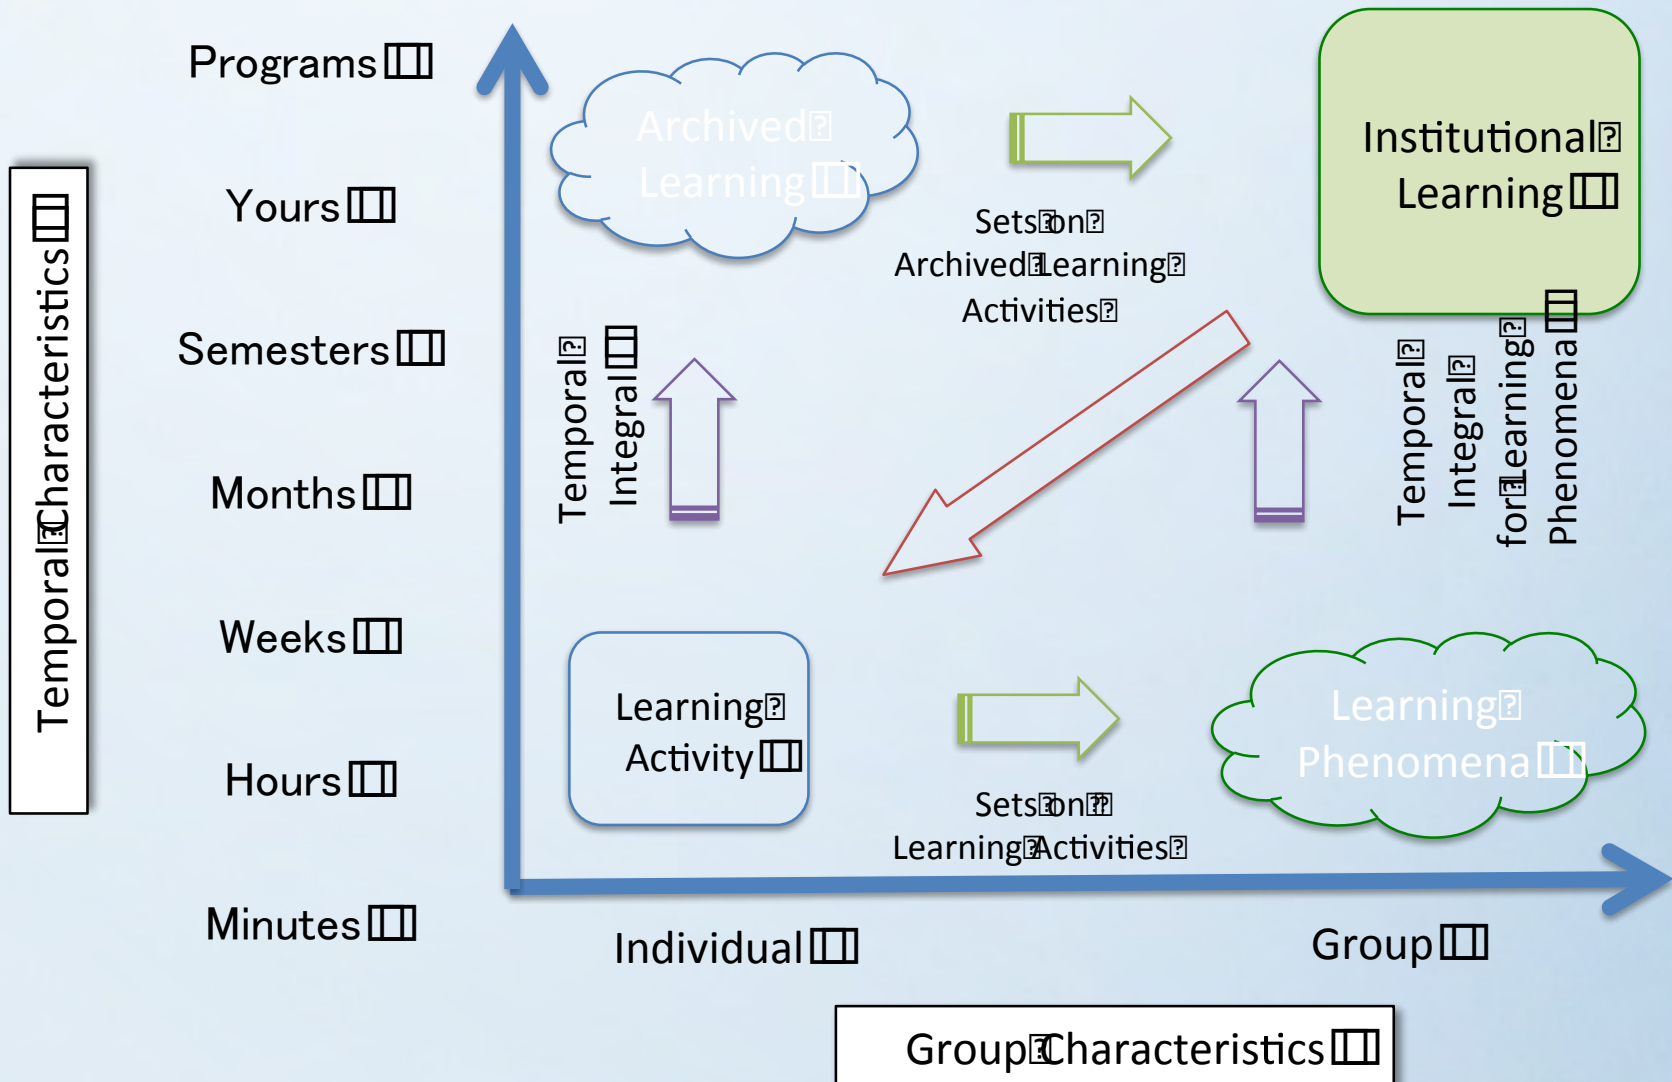 Programs
Archived
Learning
Institutional
Learning
Yours
Sets on
Archived Learning
Activities
Temporal Characteristics
Semesters
Temporal
Integral
Temporal
Integral
for Learning
Phenomena
Months
Weeks
Learning
Activity
Learning
Phenomena
Hours
Sets on
Learning Activities
Minutes
Individual
Group
Group Characteristics